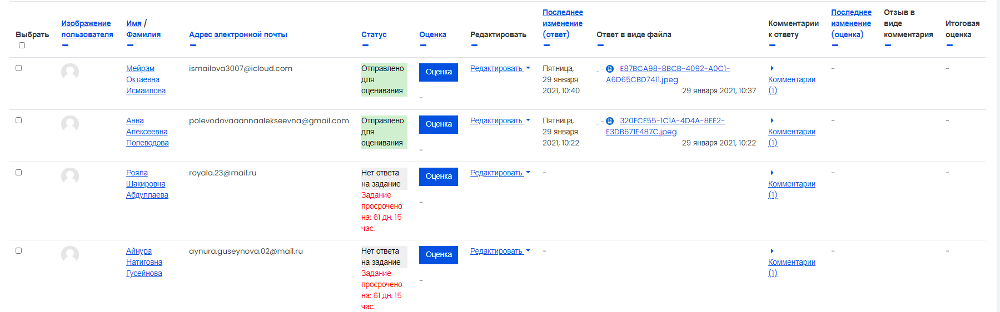 Выбрать
Изображение
пользователя
Имя /
Фамилия
Адрес электронной почты
Статус
Оценка
Редактировать
Последнее
изменение
(ответ)
Ответ в виде файла
Комментарии
к ответу
Последнее
изменение
(оценка)
Отзыв в
виде
комментария
Итоговая
оценка
Мейрам
Октаевна
Исмаилова
ismailova3007@icloud.com
Отправлено
для
оценивания
Оценка
-
Редактировать
Пятница,
29 января
2021, 10:40
E87BCA98-8BCB-4092-A0C1-
A6D65CBD7411.jpeg
29 января 2021, 10:37
Комментарии
(1)
-
-
Анна
Алексеевна
Полеводова
polevodovaaannaalekseevna@gmail.com
Отправлено
для
оценивания
Оценка
-
Редактировать
Пятница,
29 января
2021, 10:22
320FCF55-1C1A-4D4A-8EE2-
E3DB671E487C.jpeg
29 января 2021, 10:22
Комментарии
(1)
-
-
Рояла
Шакировна
Абдуллаева
royala.23@mail.ru
Нет ответа
на задание
Задание
просрочено
на: 61 дн. 15
час.
Оценка
-
Редактировать
-
Комментарии
(1)
-
-
Айнура
Натиговна
Гусейнова
aynura.guseynova.02@mail.ru
Нет ответа
на задание
Задание
просрочено
на: 61 дн. 15
час.
Оценка
-
Редактировать
-
Комментарии
(1)
-
-